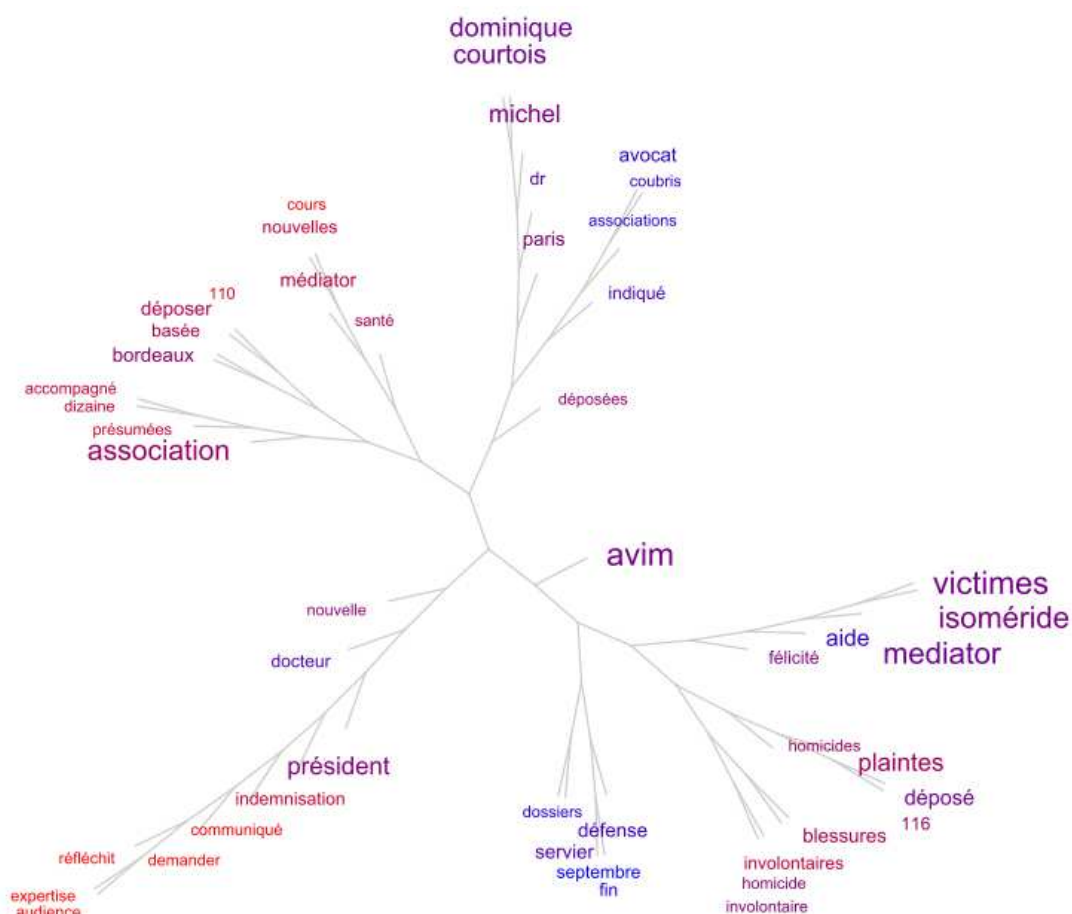 dominique
courtois
michel
avocat
dr
coubris
cours
associations
nouvelles
paris
médiator
110
indiqué
déposer
santé
basée
bordeaux
accompagné
déposées
dizaine
présumées
association
avim
victimes
nouvelle
isoméride
aide
docteur
félicité
mediator
homicides
président
plaintes
indemnisation
déposé
dossiers
116
communiqué
défense
blessures
servier
réfléchit
demander
involontaires
septembre
homicide
fin
expertise
involontaire
audience